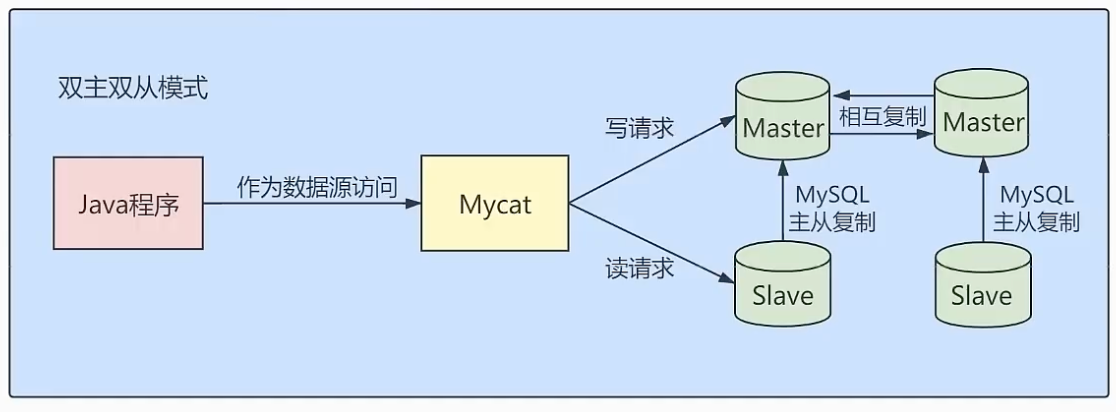 双主双从模式
Java程序
作为数据源访问
Mycat
写请求
读请求
Master
相互复制
Master
MySQL
主从复制
MySQL
主从复制
Slave
Slave